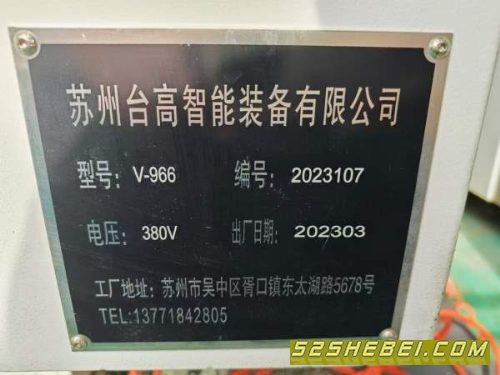 苏州台高智能装备有限公司
型号: V-966 编号: 2023107
电压: 380V 出厂日期: 202303
工厂地址: 苏州市吴中区胥口镇东太湖路5678号
TEL:13771842805
52SHEBEI.COM